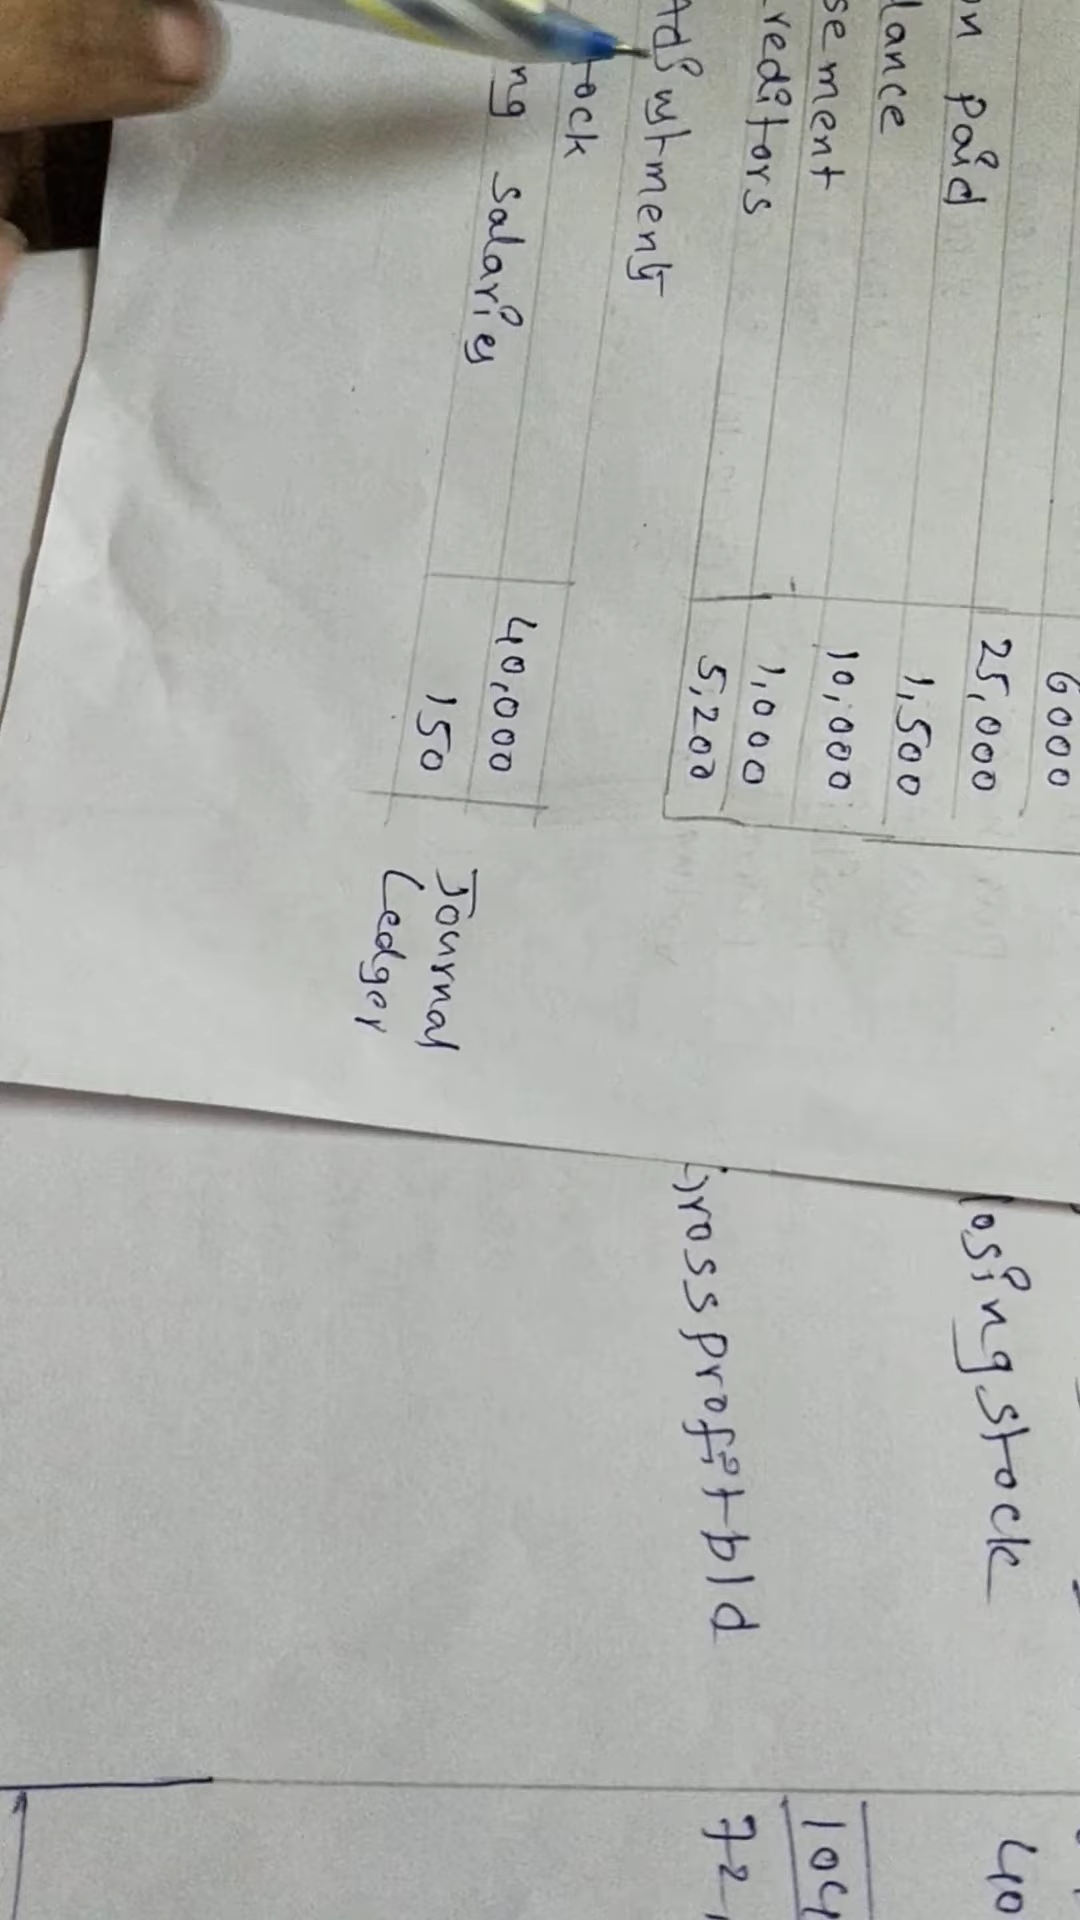 6000
n paid 25,000
lance 1,500
sement 10,000
reditors 1,000
5,200
Adjustments
tock 40,000
ng salaries 150
Journal
Ledger
losing stock 40
104
Gross profit b/d 72